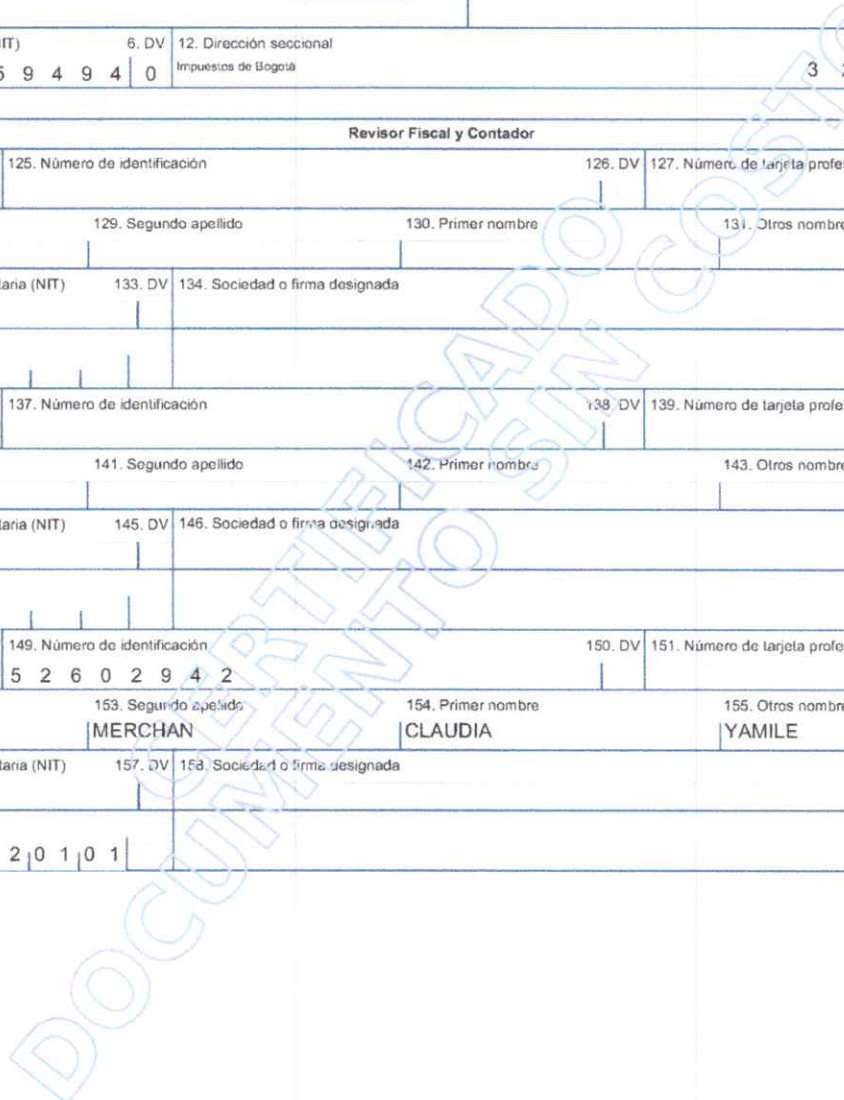 6. DV 12. Dirección seccional
9 4 9 4 0 Impuestos de Bogotá 3
Revisor Fiscal y Contador
125. Número de identificación 126. DV 127. Número de tarjeta profe
129. Segundo apellido 130. Primer nombre 131. Otros nombre
taria (NIT) 133. DV 134. Sociedad o firma designada
137. Número de identificación 138. DV 139. Número de tarjeta profe
141. Segundo apellido 142. Primer nombre 143. Otros nombre
taria (NIT) 145. DV 146. Sociedad o firma designada
149. Número de identificación 150. DV 151. Número de tarjeta profe
5 2 6 0 2 9 4 2
153. Segundo apellido 154. Primer nombre 155. Otros nombre
MERCHAN CLAUDIA YAMILE
taria (NIT) 157. DV 158. Sociedad o firma designada
2 0 1 0 1
CERTIFICADO
DOCUMENTO SIN COSTO